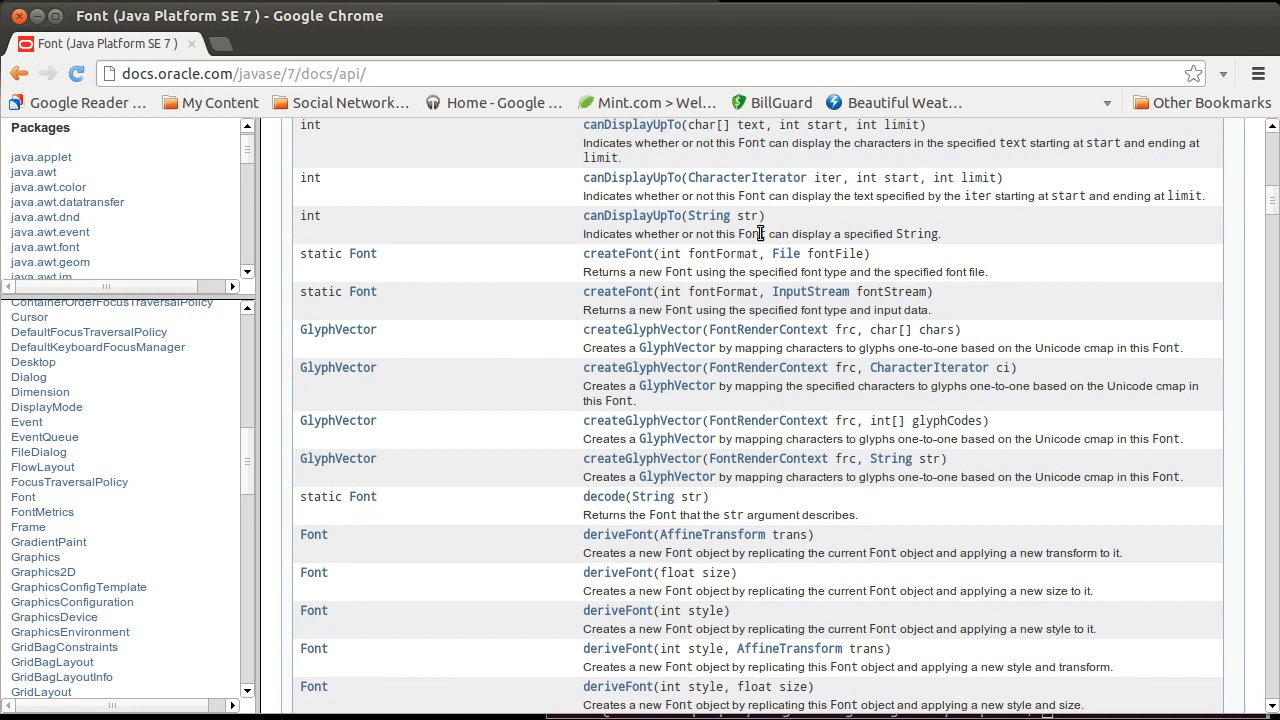 Font (Java Platform SE 7 ) - Google Chrome
Font (Java Platform SE 7 )
docs.oracle.com/javase/7/docs/api/
Google Reader ... My Content Social Network... Home - Google ... Mint.com > Wel... BillGuard Beautiful Weat... Other Bookmarks
Packages
java.applet
java.awt
java.awt.color
java.awt.datatransfer
java.awt.dnd
java.awt.event
java.awt.font
java.awt.geom
java.awt.im
ContainerOrderFocusTraversalPolicy
Cursor
DefaultFocusTraversalPolicy
DefaultKeyboardFocusManager
Desktop
Dialog
Dimension
DisplayMode
Event
EventQueue
FileDialog
FlowLayout
FocusTraversalPolicy
Font
FontMetrics
Frame
GradientPaint
Graphics
Graphics2D
GraphicsConfigTemplate
GraphicsConfiguration
GraphicsDevice
GraphicsEnvironment
GridBagConstraints
GridBagLayout
GridBagLayoutInfo
GridLayout
int canDisplayUpTo(char[] text, int start, int limit)
Indicates whether or not this Font can display the characters in the specified text starting at start and ending at
limit.
int canDisplayUpTo(CharacterIterator iter, int start, int limit)
Indicates whether or not this Font can display the text specified by the iter starting at start and ending at limit.
int canDisplayUpTo(String str)
Indicates whether or not this Font can display a specified String.
static Font createFont(int fontFormat, File fontFile)
Returns a new Font using the specified font type and the specified font file.
static Font createFont(int fontFormat, InputStream fontStream)
Returns a new Font using the specified font type and input data.
GlyphVector createGlyphVector(FontRenderContext frc, char[] chars)
Creates a GlyphVector by mapping characters to glyphs one-to-one based on the Unicode cmap in this Font.
GlyphVector createGlyphVector(FontRenderContext frc, CharacterIterator ci)
Creates a GlyphVector by mapping the specified characters to glyphs one-to-one based on the Unicode cmap in
this Font.
GlyphVector createGlyphVector(FontRenderContext frc, int[] glyphCodes)
Creates a GlyphVector by mapping characters to glyphs one-to-one based on the Unicode cmap in this Font.
GlyphVector createGlyphVector(FontRenderContext frc, String str)
Creates a GlyphVector by mapping characters to glyphs one-to-one based on the Unicode cmap in this Font.
static Font decode(String str)
Returns the Font that the str argument describes.
Font deriveFont(AffineTransform trans)
Creates a new Font object by replicating the current Font object and applying a new transform to it.
Font deriveFont(float size)
Creates a new Font object by replicating the current Font object and applying a new size to it.
Font deriveFont(int style)
Creates a new Font object by replicating the current Font object and applying a new style to it.
Font deriveFont(int style, AffineTransform trans)
Creates a new Font object by replicating this Font object and applying a new style and transform.
Font deriveFont(int style, float size)
Creates a new Font object by replicating this Font object and applying a new style and size.